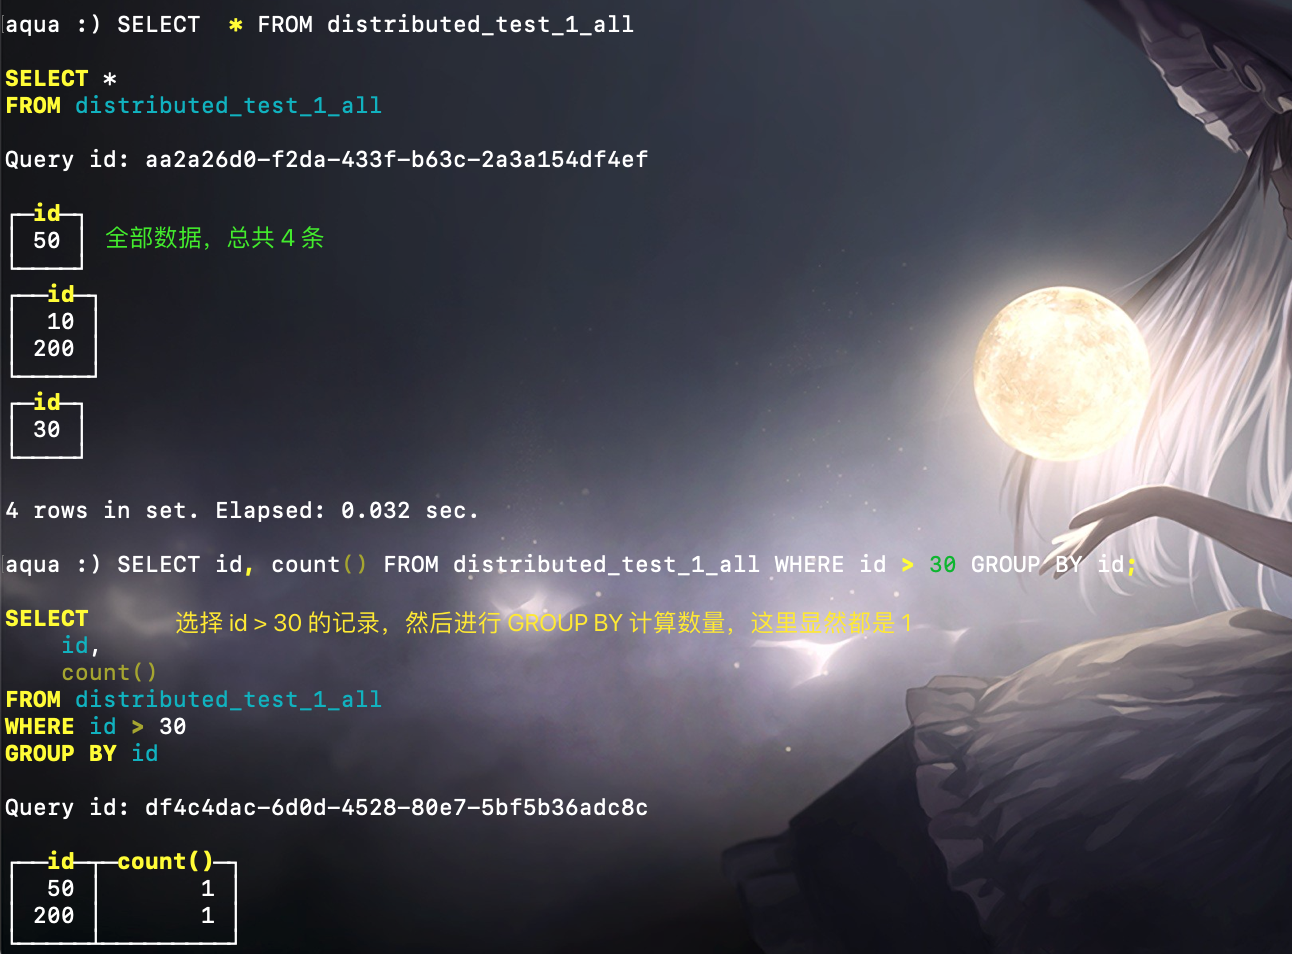 aqua :) SELECT  * FROM distributed_test_1_all
SELECT *
FROM distributed_test_1_all
Query id: aa2a26d0-f2da-433f-b63c-2a3a154df4ef
id
50
全部数据，总共 4 条
id
10
200
id
30
4 rows in set. Elapsed: 0.032 sec.
aqua :) SELECT id, count() FROM distributed_test_1_all WHERE id > 30 GROUP BY id;
SELECT
选择 id > 30 的记录，然后进行 GROUP BY 计算数量，这里显然都是 1
id,
count()
FROM distributed_test_1_all
WHERE id > 30
GROUP BY id
Query id: df4c4dac-6d0d-4528-80e7-5bf5b36adc8c
id count()
50 1
200 1